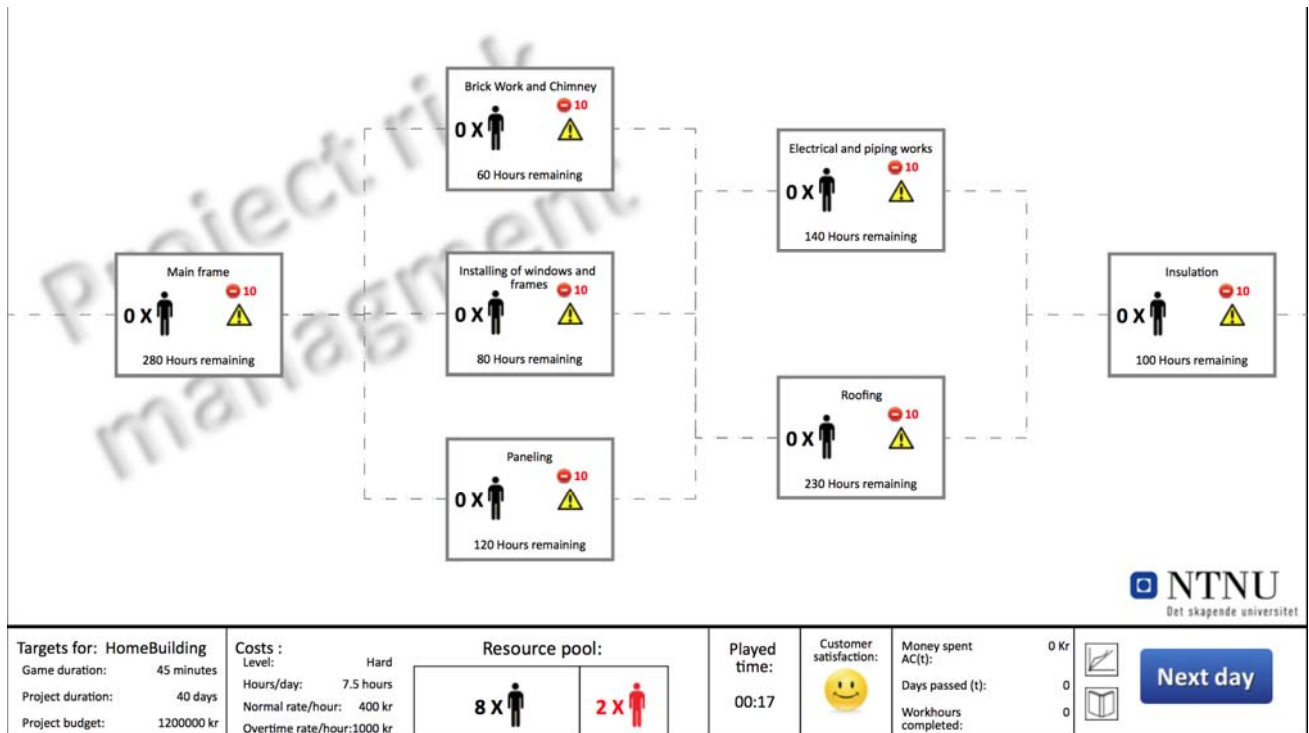 Project risk
managment
Brick Work and Chimney
10
0 X
60 Hours remaining
Electrical and piping works
10
0 X
140 Hours remaining
Main frame
10
0 X
280 Hours remaining
Installing of windows and
frames
10
0 X
80 Hours remaining
Insulation
10
0 X
100 Hours remaining
Roofing
10
0 X
230 Hours remaining
Paneling
10
0 X
120 Hours remaining
NTNU
Det skapende universitet
Targets for: HomeBuilding
Game duration: 45 minutes
Project duration: 40 days
Project budget: 1200000 kr
Costs :
Level: Hard
Hours/day: 7.5 hours
Normal rate/hour: 400 kr
Overtime rate/hour:1000 kr
Resource pool:
8 X
2 X
Played
time:
00:17
Customer
satisfaction:
Money spent 0 Kr
AC(t):
Days passed (t): 0
Workhours 0
completed:
Next day